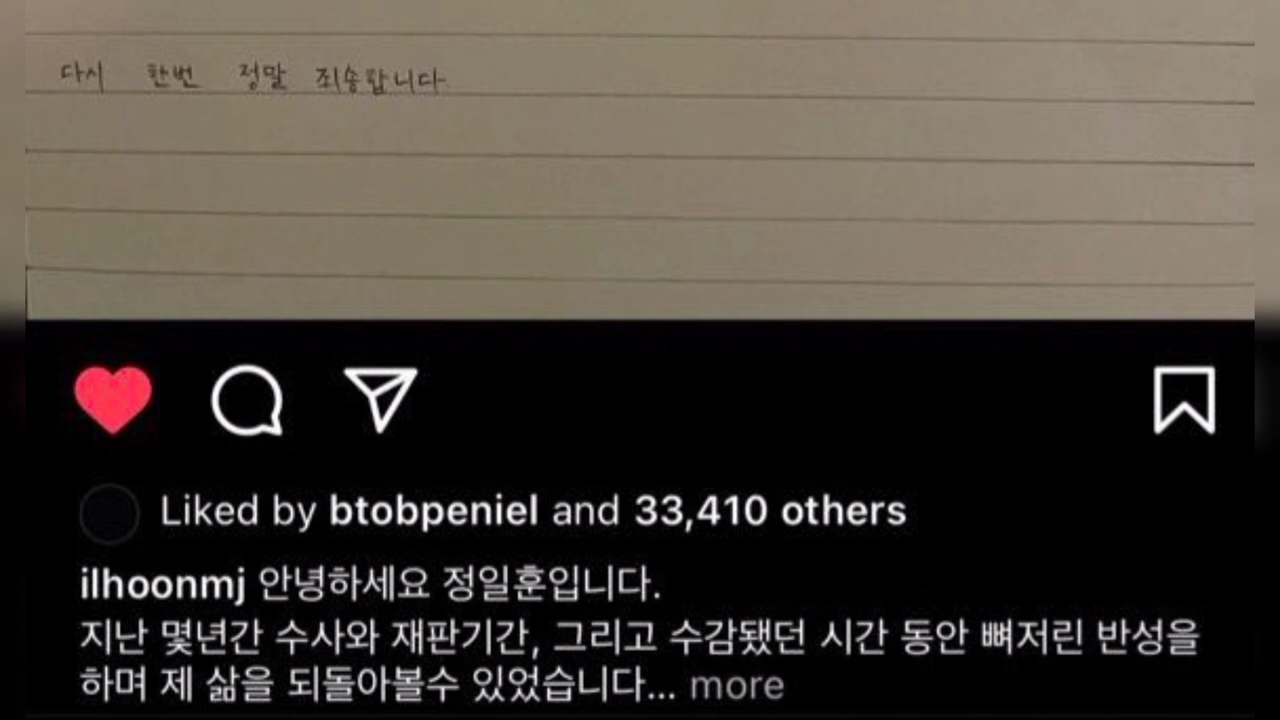 다시 한번 정말 죄송합니다
Liked by btobpeniel and 33,410 others
ilhoonmj 안녕하세요 정일훈입니다.
지난 몇년간 수사와 재판기간, 그리고 수감됐던 시간 동안 뼈저린 반성을
하며 제 삶을 되돌아볼수 있었습니다... more